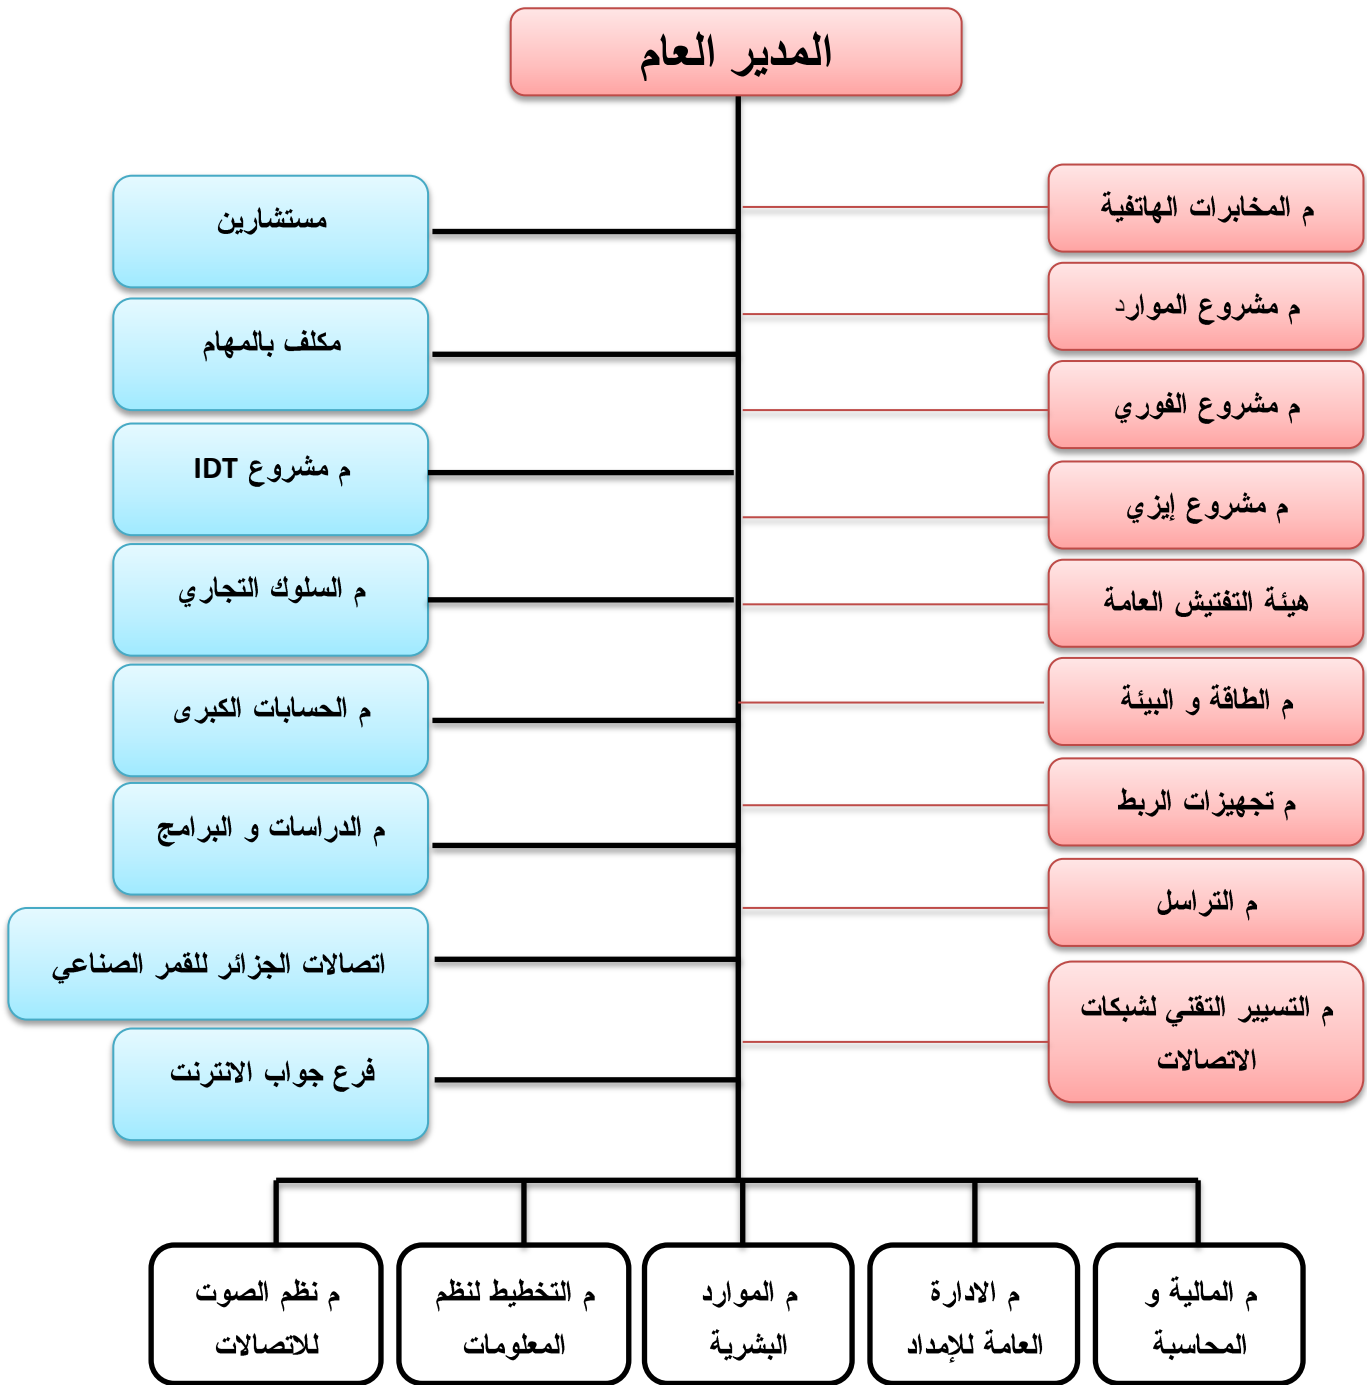 المدير العام
م المخابرات الهاتفية
م مشروع الموارد
م مشروع الفوري
م مشروع إيزي
هيئة التفتيش العامة
م الطاقة و البيئة
م تجهيزات الربط
م التراسل
م التسيير التقني لشبكات
الاتصالات
مستشارين
مكلف بالمهام
م مشروع IDT
م السلوك التجاري
م الحسابات الكبرى
م الدراسات و البرامج
اتصالات الجزائر للقمر الصناعي
فرع جواب الانترنت
م المالية و
المحاسبة
م الادارة
العامة للإمداد
م الموارد
البشرية
م التخطيط لنظم
المعلومات
م نظم الصوت
للاتصالات